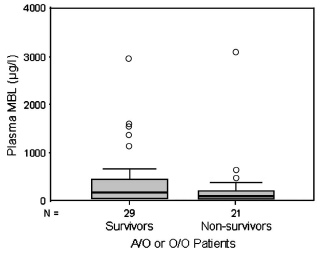 4000
3000
2000
1000
0
Plasma MBL (µg/l)
N = 29 21
Survivors Non-survivors
A/O or O/O Patients